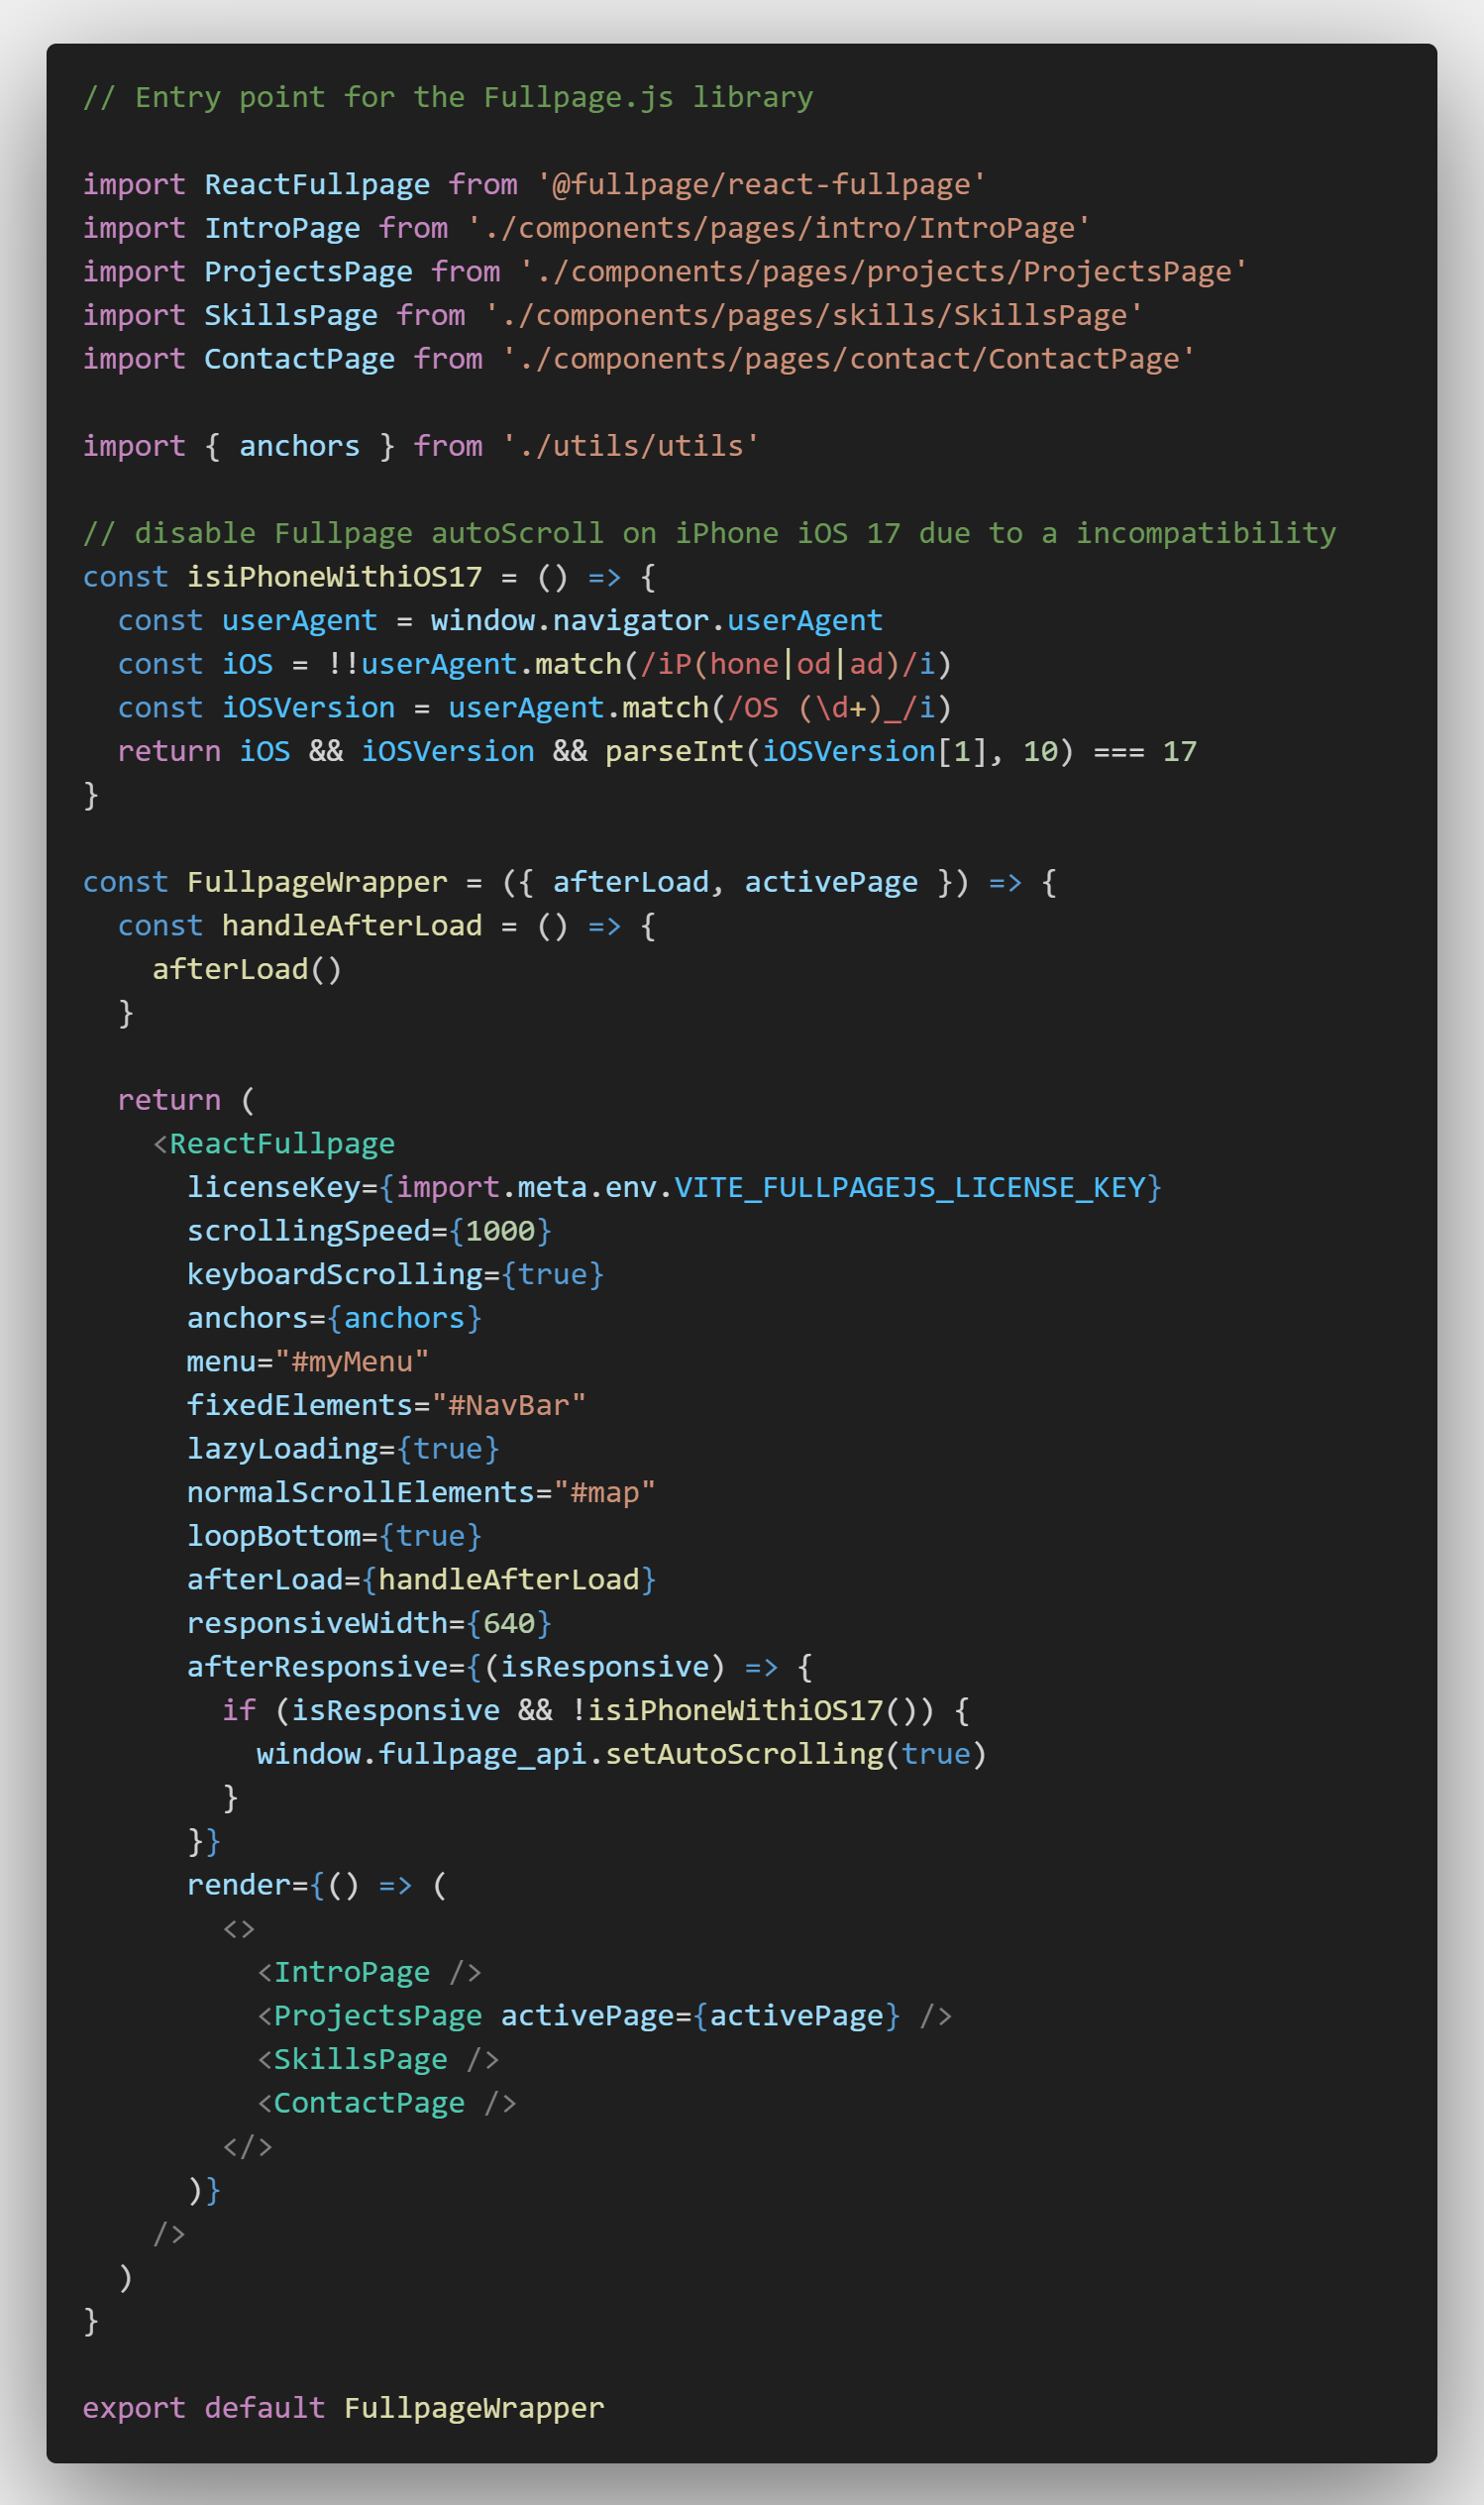 // Entry point for the Fullpage.js library

import ReactFullpage from '@fullpage/react-fullpage'
import IntroPage from './components/pages/intro/IntroPage'
import ProjectsPage from './components/pages/projects/ProjectsPage'
import SkillsPage from './components/pages/skills/SkillsPage'
import ContactPage from './components/pages/contact/ContactPage'

import { anchors } from './utils/utils'

// disable Fullpage autoScroll on iPhone iOS 17 due to a incompatibility
const isiPhoneWithiOS17 = () => {
  const userAgent = window.navigator.userAgent
  const iOS = !!userAgent.match(/iP(hone|od|ad)/i)
  const iOSVersion = userAgent.match(/OS (\d+)_/i)
  return iOS && iOSVersion && parseInt(iOSVersion[1], 10) === 17
}

const FullpageWrapper = ({ afterLoad, activePage }) => {
  const handleAfterLoad = () => {
    afterLoad()
  }

  return (
    <ReactFullpage
      licenseKey={import.meta.env.VITE_FULLPAGEJS_LICENSE_KEY}
      scrollingSpeed={1000}
      keyboardScrolling={true}
      anchors={anchors}
      menu="#myMenu"
      fixedElements="#NavBar"
      lazyLoading={true}
      normalScrollElements="#map"
      loopBottom={true}
      afterLoad={handleAfterLoad}
      responsiveWidth={640}
      afterResponsive={(isResponsive) => {
        if (isResponsive && !isiPhoneWithiOS17()) {
          window.fullpage_api.setAutoScrolling(true)
        }
      }}
      render={() => (
        <>
          <IntroPage />
          <ProjectsPage activePage={activePage} />
          <SkillsPage />
          <ContactPage />
        </>
      )}
    />
  )
}

export default FullpageWrapper